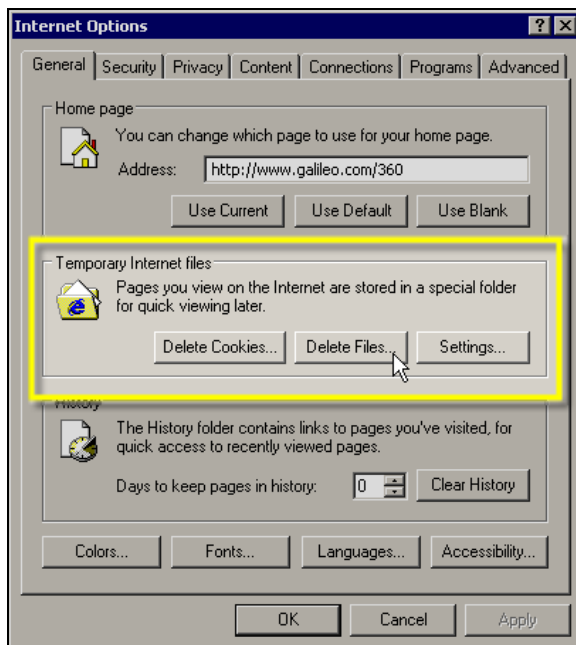 Internet Options
General Security Privacy Content Connections Programs Advanced
Home page
You can change which page to use for your home page.
Address: http://www.galileo.com/360
Use Current Use Default Use Blank
Temporary Internet files
Pages you view on the Internet are stored in a special folder
for quick viewing later.
Delete Cookies... Delete Files... Settings...
History
The History folder contains links to pages you've visited, for
quick access to recently viewed pages.
Days to keep pages in history: 0 Clear History
Colors... Fonts... Languages... Accessibility...
OK Cancel Apply